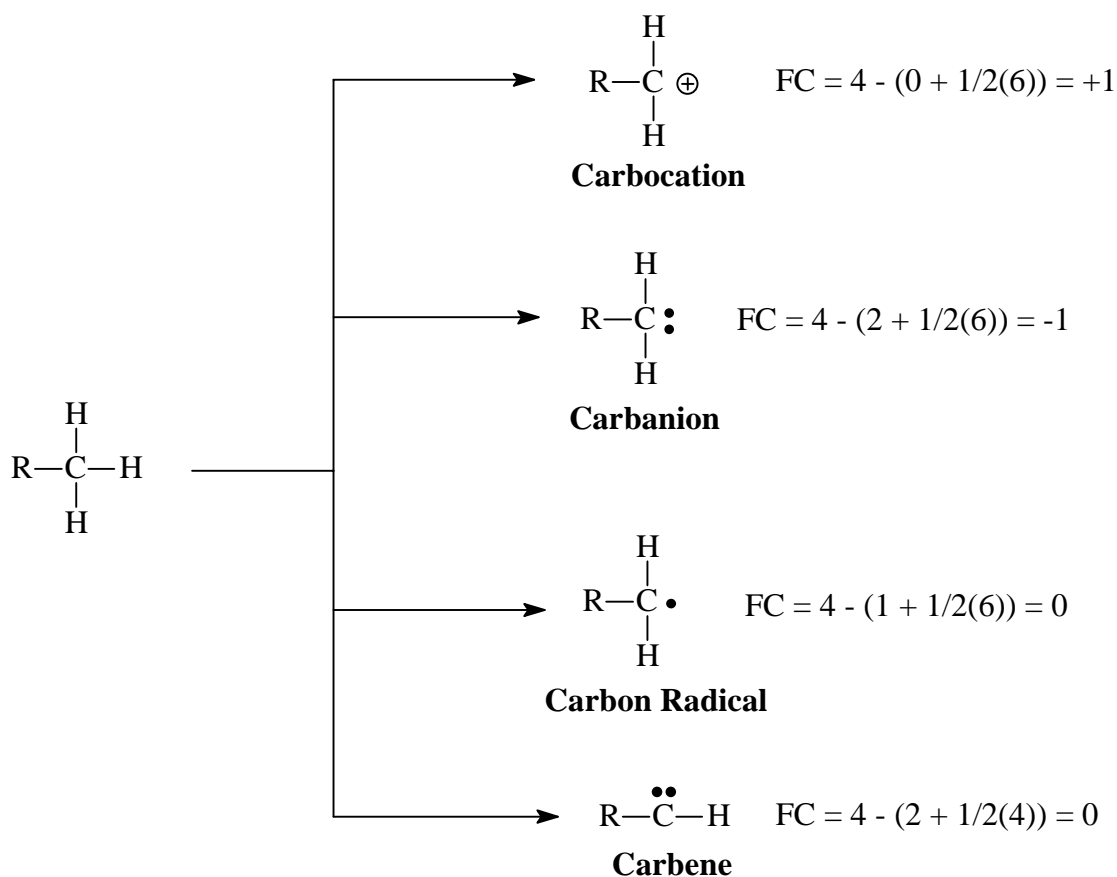 H
R—C ⊕ FC = 4 - (0 + 1/2(6)) = +1
H
Carbocation
H
R—C: FC = 4 - (2 + 1/2(6)) = -1
H
Carbanion
H
R—C—H
H
H
R—C• FC = 4 - (1 + 1/2(6)) = 0
H
Carbon Radical
••
R—C—H FC = 4 - (2 + 1/2(4)) = 0
Carbene